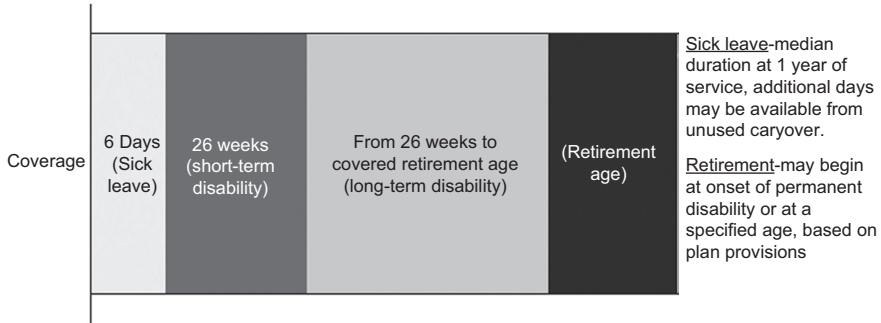 Coverage
6 Days
(Sick
leave)
26 weeks
(short-term
disability)
From 26 weeks to
covered retirement age
(long-term disability)
(Retirement
age)
Sick leave-median
duration at 1 year of
service, additional days
may be available from
unused caryover.
Retirement-may begin
at onset of permanent
disability or at a
specified age, based on
plan provisions